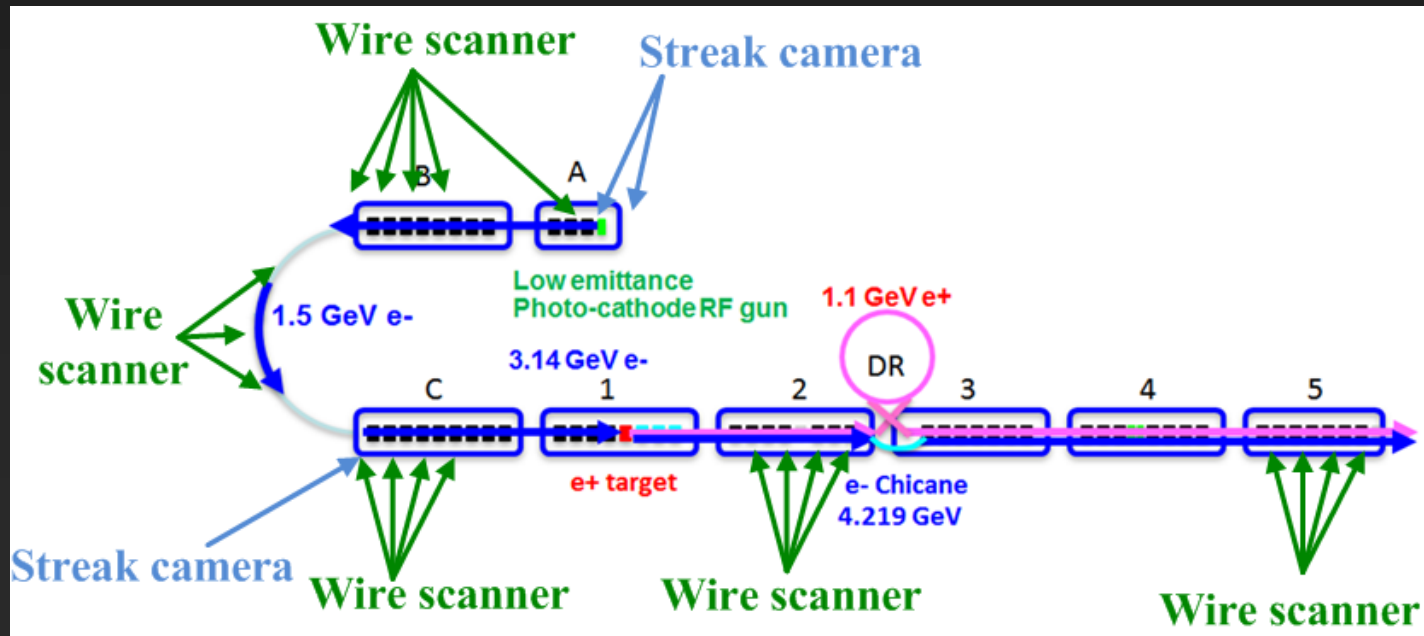 Wire scanner
Streak camera
B
A
Low emittance
Photo-cathode RF gun
1.1 GeV e+
Wire
scanner
1.5 GeV e-
3.14 GeV e-
DR
C
1
2
3
4
5
e+ target
e- Chicane
4.219 GeV
Streak camera
Wire scanner
Wire scanner
Wire scanner